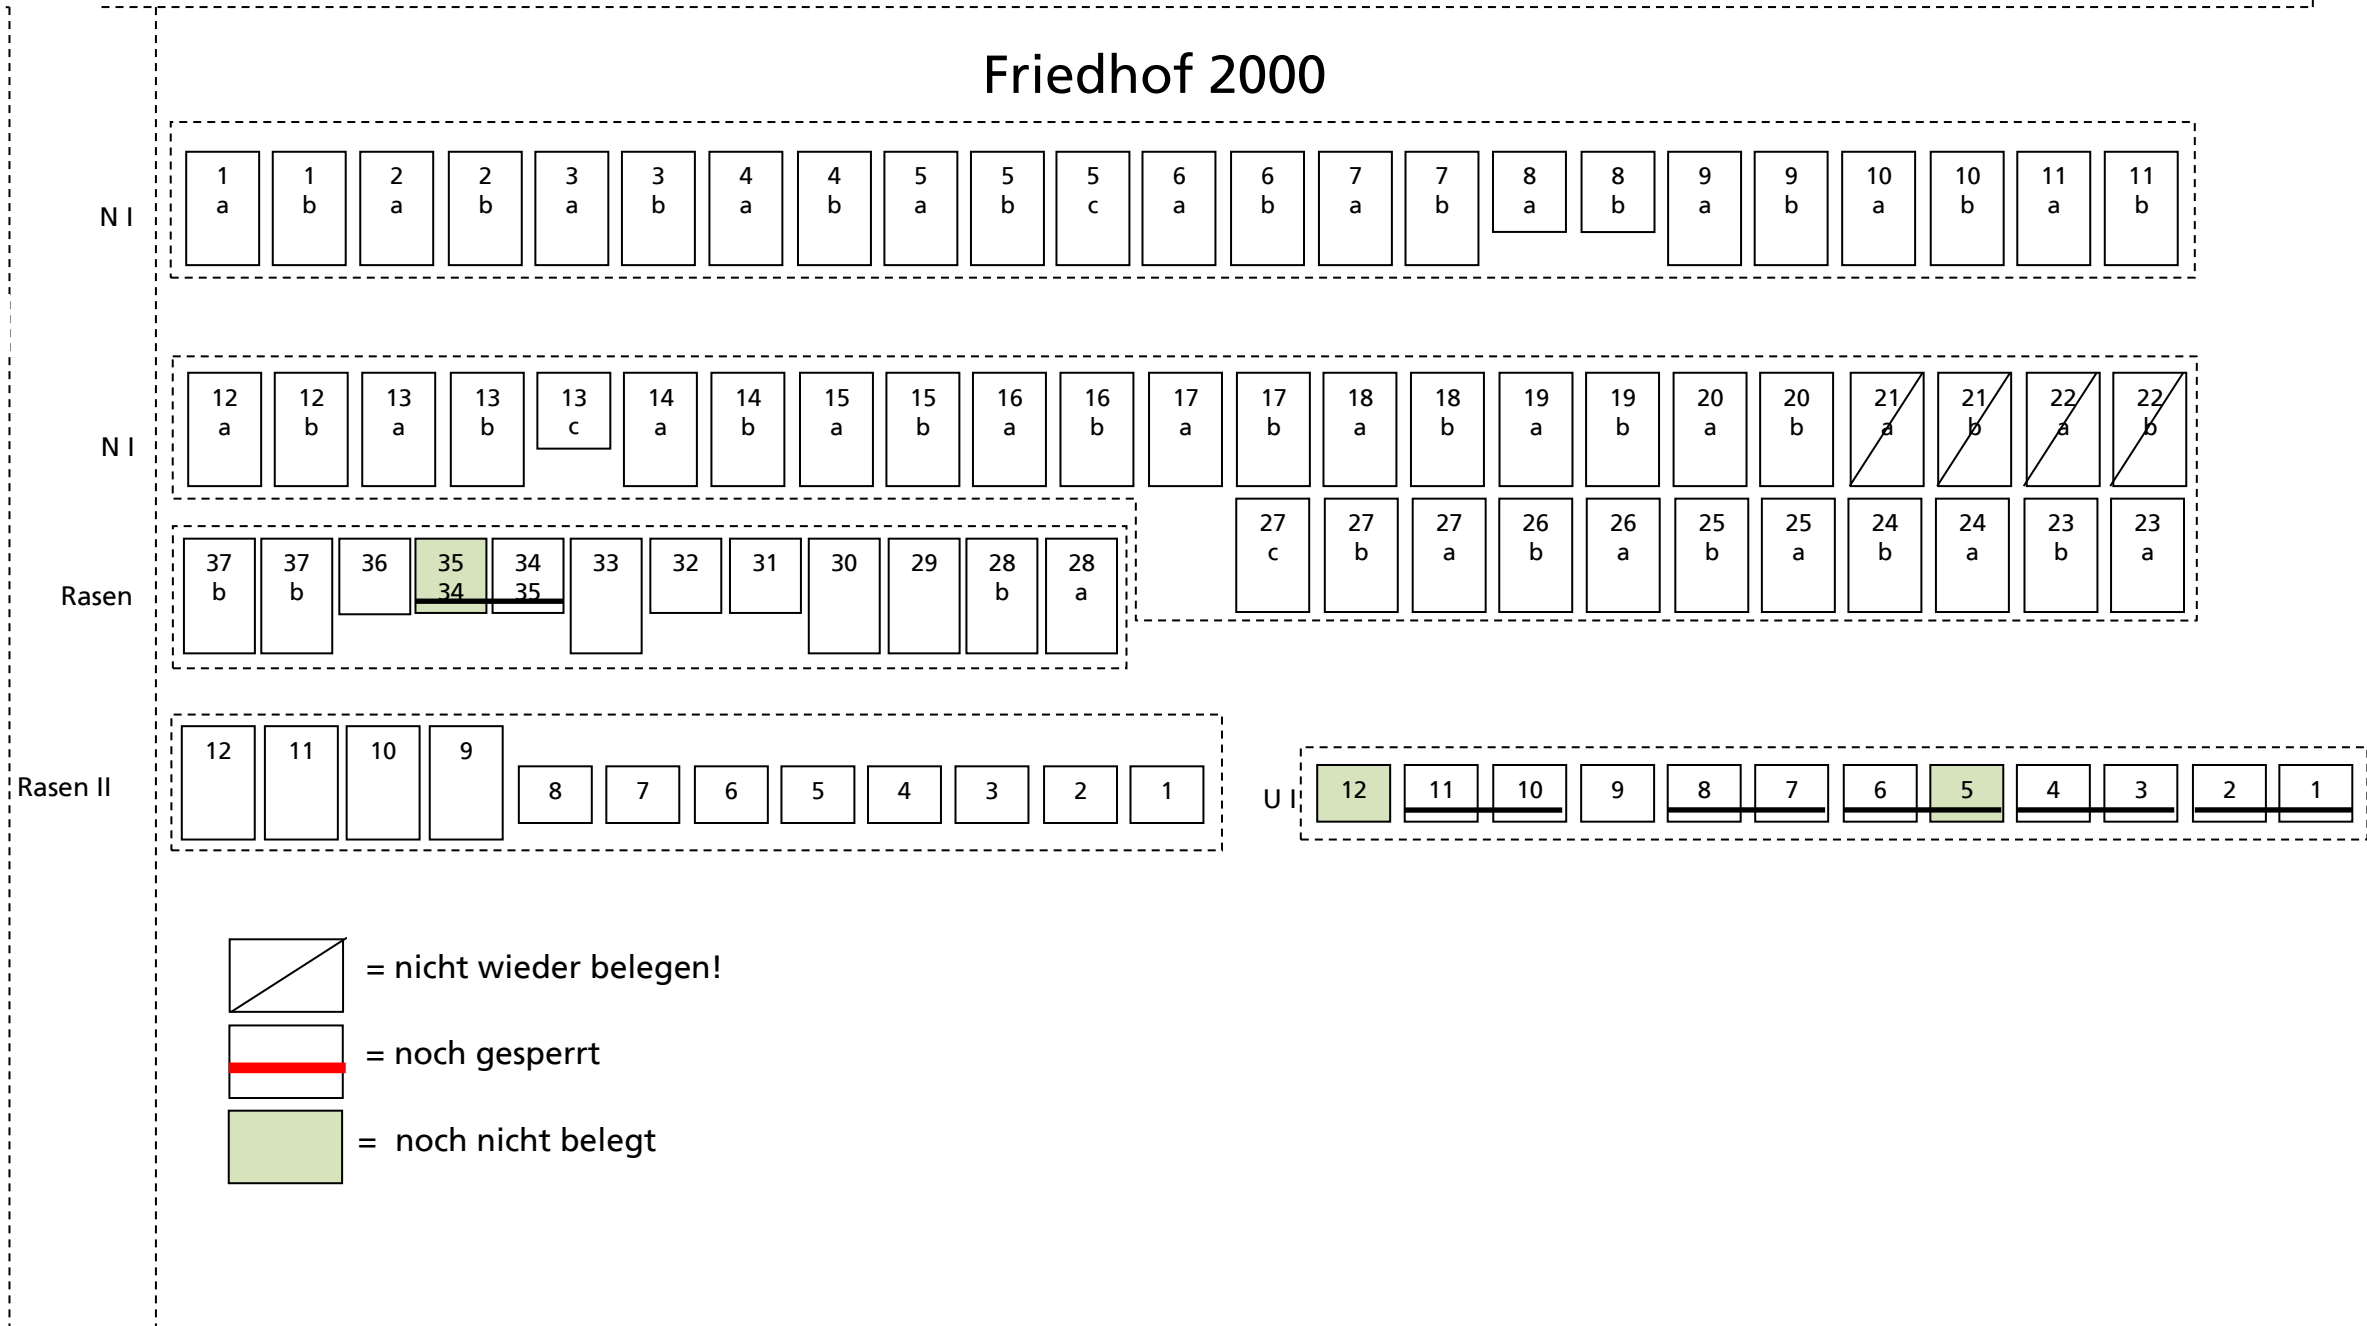 Friedhof 2000
N I
1 1 2 2 3 3 4 4 5 5 5 6 6 7 7 8 8 9 9 10 10 11 11
a b a b a b a b a b c a b a b a b a b a b a b
N I
12 12 13 13 13 14 14 15 15 16 16 17 17 18 18 19 19 20 20 21 21 22 22
a b a b c a b a b a b a b a b a b a b a b a b
27 27 27 26 26 25 25 24 24 23 23
c b a b a b a b a b a
Rasen
37 37 36 35 34 33 32 31 30 29 28 28
b b 34 35 b a
Rasen II
12 11 10 9
8 7 6 5 4 3 2 1
U I
12 11 10 9 8 7 6 5 4 3 2 1
= nicht wieder belegen!
= noch gesperrt
= noch nicht belegt